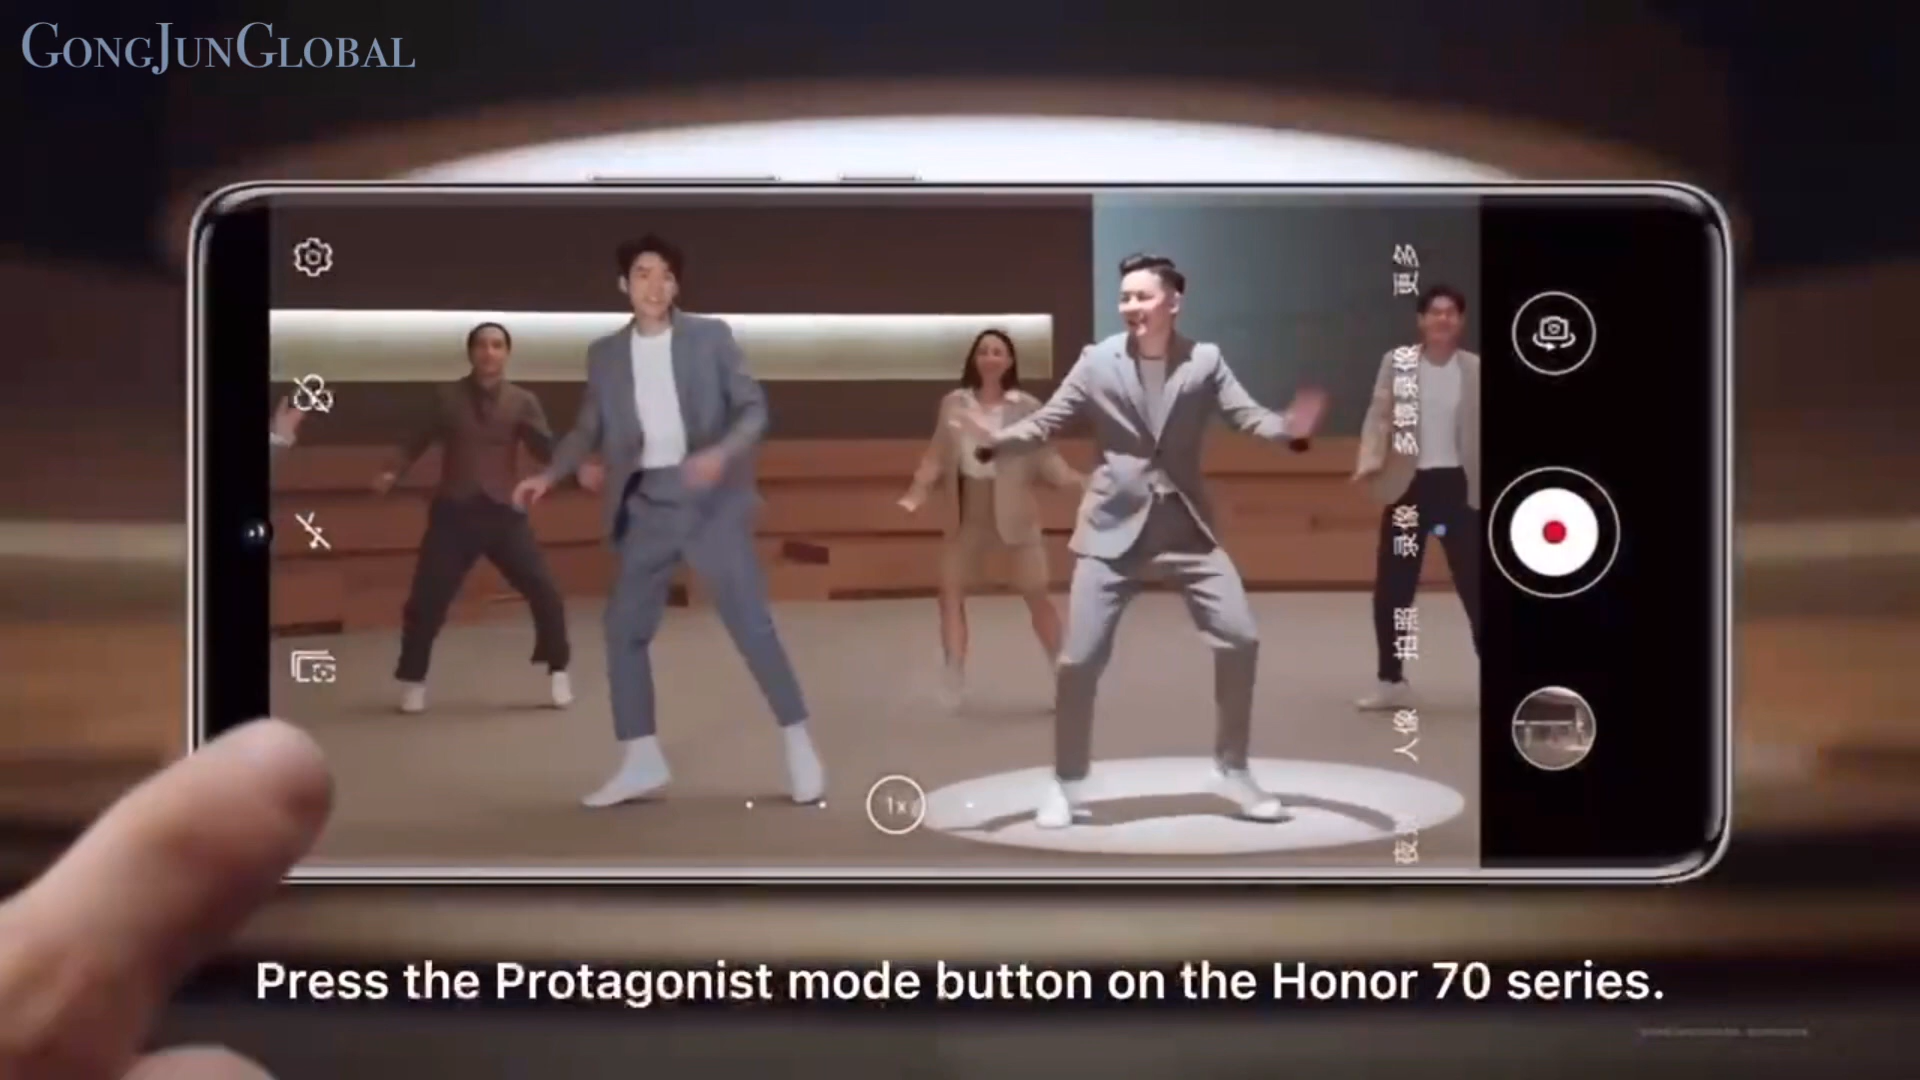 GONGJUNGLOBAL
更多
多镜录像
录像
拍照
人像
1x
Press the Protagonist mode button on the Honor 70 series.